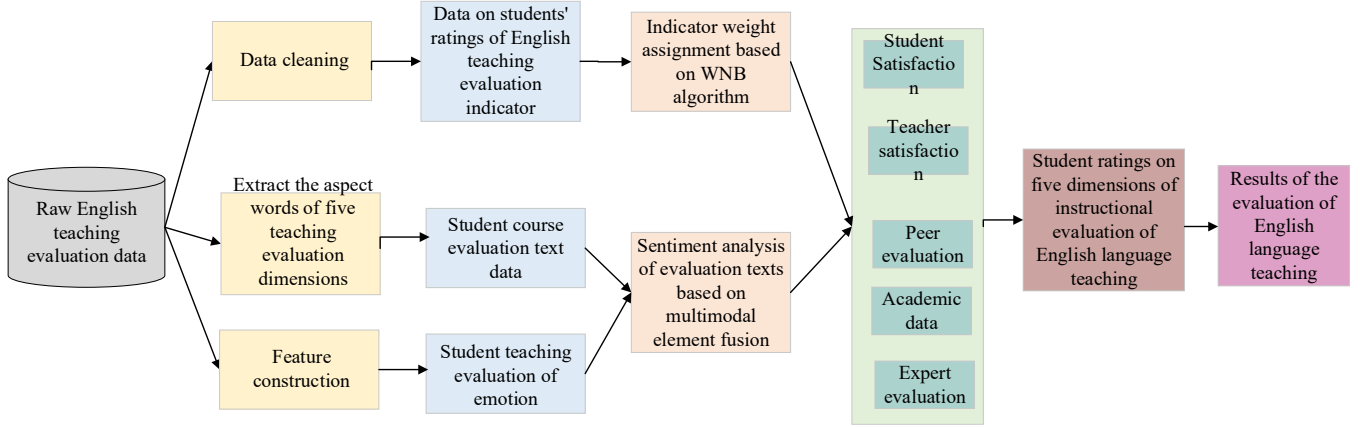 Raw English
teaching
evaluation data
Data cleaning
Extract the aspect
words of five
teaching
evaluation
dimensions
Feature
construction
Data on students'
ratings of English
teaching
evaluation
indicator
Student course
evaluation text
data
Student teaching
evaluation of
emotion
Indicator weight
assignment based
on WNB
algorithm
Sentiment analysis
of evaluation texts
based on
multimodal
element fusion
Student
Satisfactio
n
Teacher
satisfactio
n
Peer
evaluation
Academic
data
Expert
evaluation
Student ratings on
five dimensions of
instructional
evaluation of
English language
teaching
Results of the
evaluation of
English
language
teaching